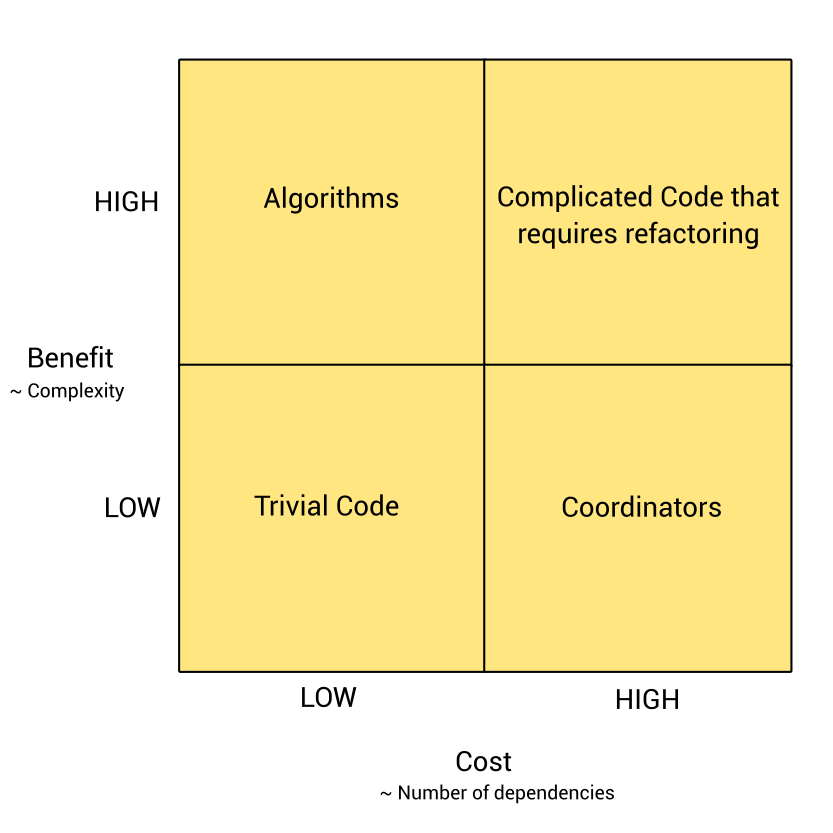 HIGH
Algorithms
Complicated Code that
requires refactoring
Benefit
~ Complexity
LOW
Trivial Code
Coordinators
LOW
HIGH
Cost
~ Number of dependencies